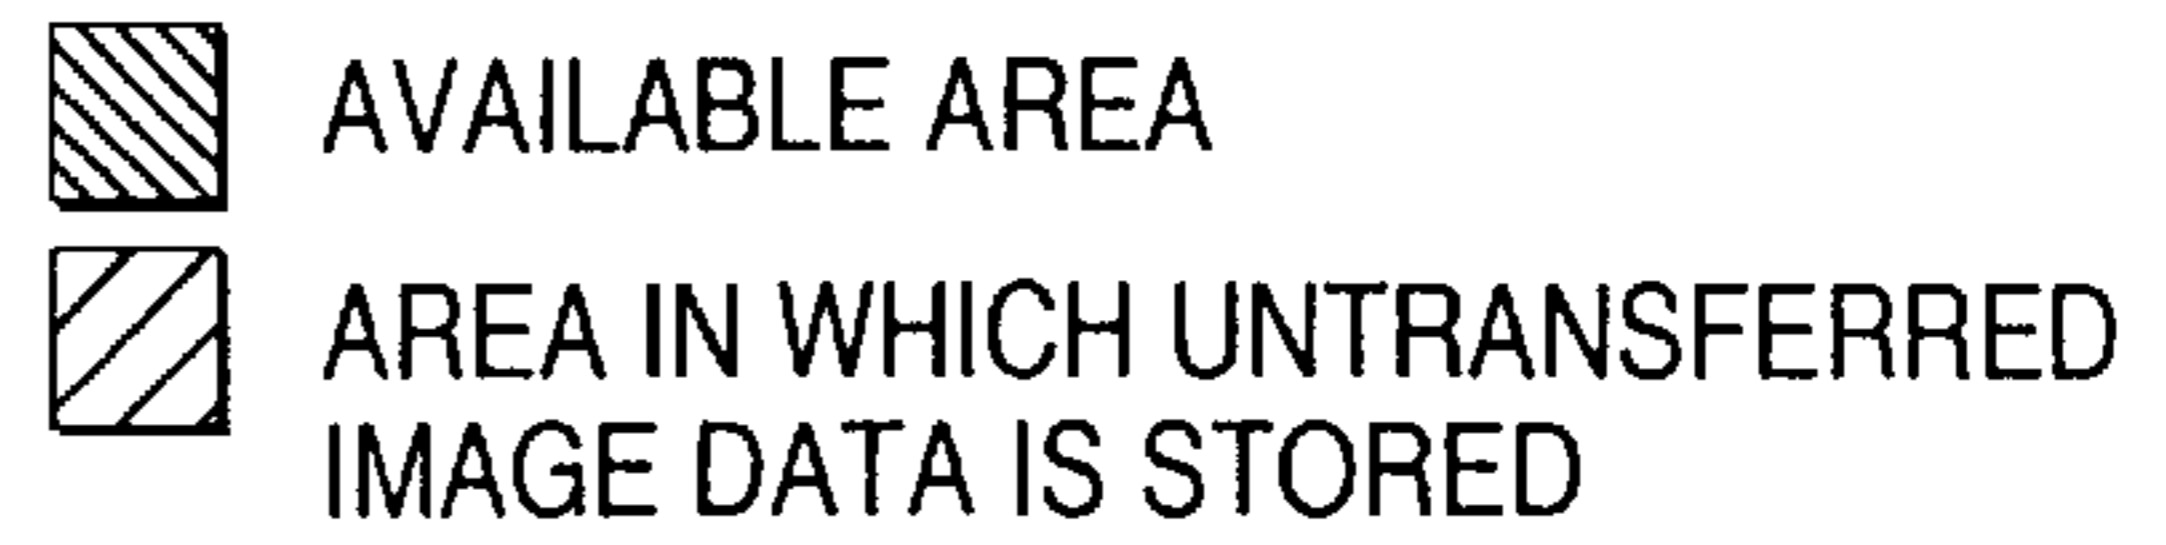 AVAILABLE AREA
AREA IN WHICH UNTRANSFERRED
IMAGE DATA IS STORED